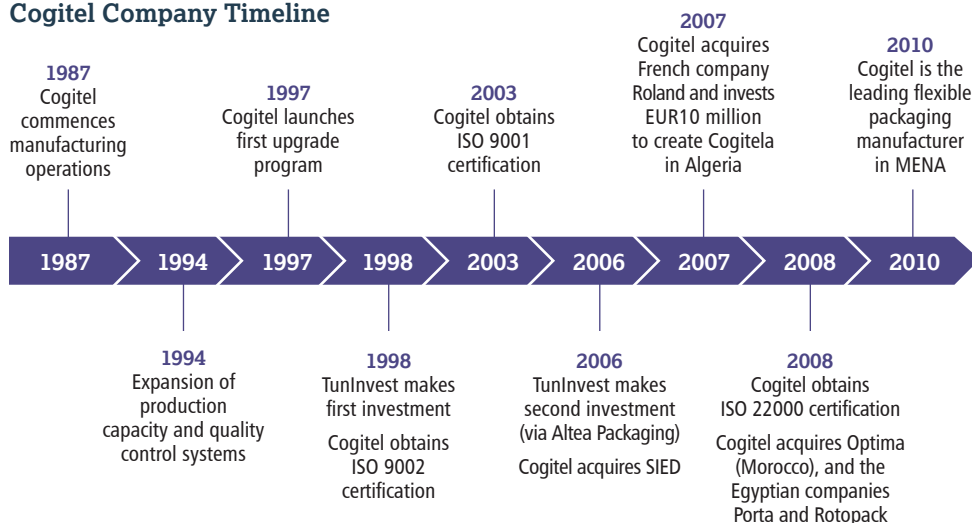 Cogitel Company Timeline
1987
Cogitel
commences
manufacturing
operations
1997
Cogitel launches
first upgrade
program
2003
Cogitel obtains
ISO 9001
certification
2007
Cogitel acquires
French company
Roland and invests
EUR10 million
to create Cogitela
in Algeria
2010
Cogitel is the
leading flexible
packaging
manufacturer
in MENA
1987
1994
1997
1998
2003
2006
2007
2008
2010
1994
Expansion of
production
capacity and quality
control systems
1998
TunInvest makes
first investment
Cogitel obtains
ISO 9002
certification
2006
TunInvest makes
second investment
(via Altea Packaging)
Cogitel acquires SIED
2008
Cogitel obtains
ISO 22000 certification
Cogitel acquires Optima
(Morocco), and the
Egyptian companies
Porta and Rotopack